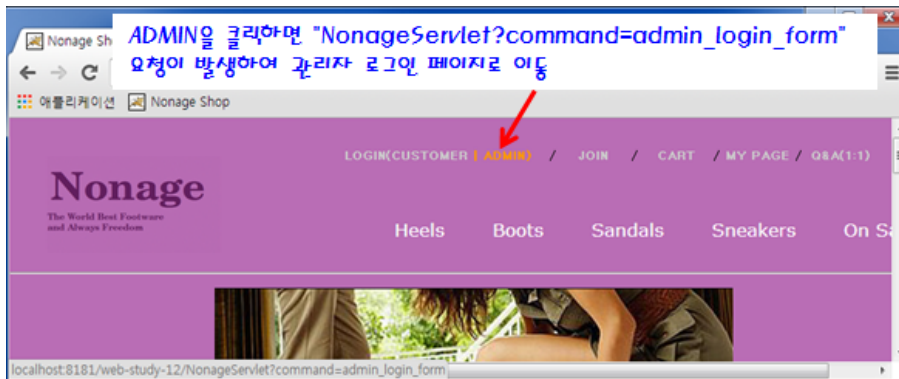 Nonage Sh
ADMIN을 클릭하면 "NonageServlet?command=admin_login_form"
요청이 발생하여 관리자 로그인 페이지로 이동
애플리케이션 Nonage Shop
LOGIN(CUSTOMER | ADMIN) / JOIN / CART / MY PAGE / Q&A(1:1)
Nonage
The World Best Footware
and Always Freedom
Heels Boots Sandals Sneakers On Sa
localhost:8181/web-study-12/NonageServlet?command=admin_login_form